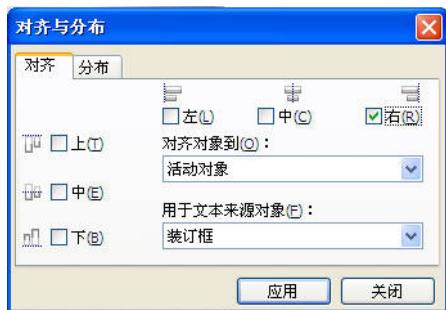 对齐与分布
对齐 分布
左(L) 中(C) 右(R)
上(T) 对齐对象到(O)：
活动对象
中(E)
用于文本来源对象(F)：
下(B) 装订框
应用 关闭